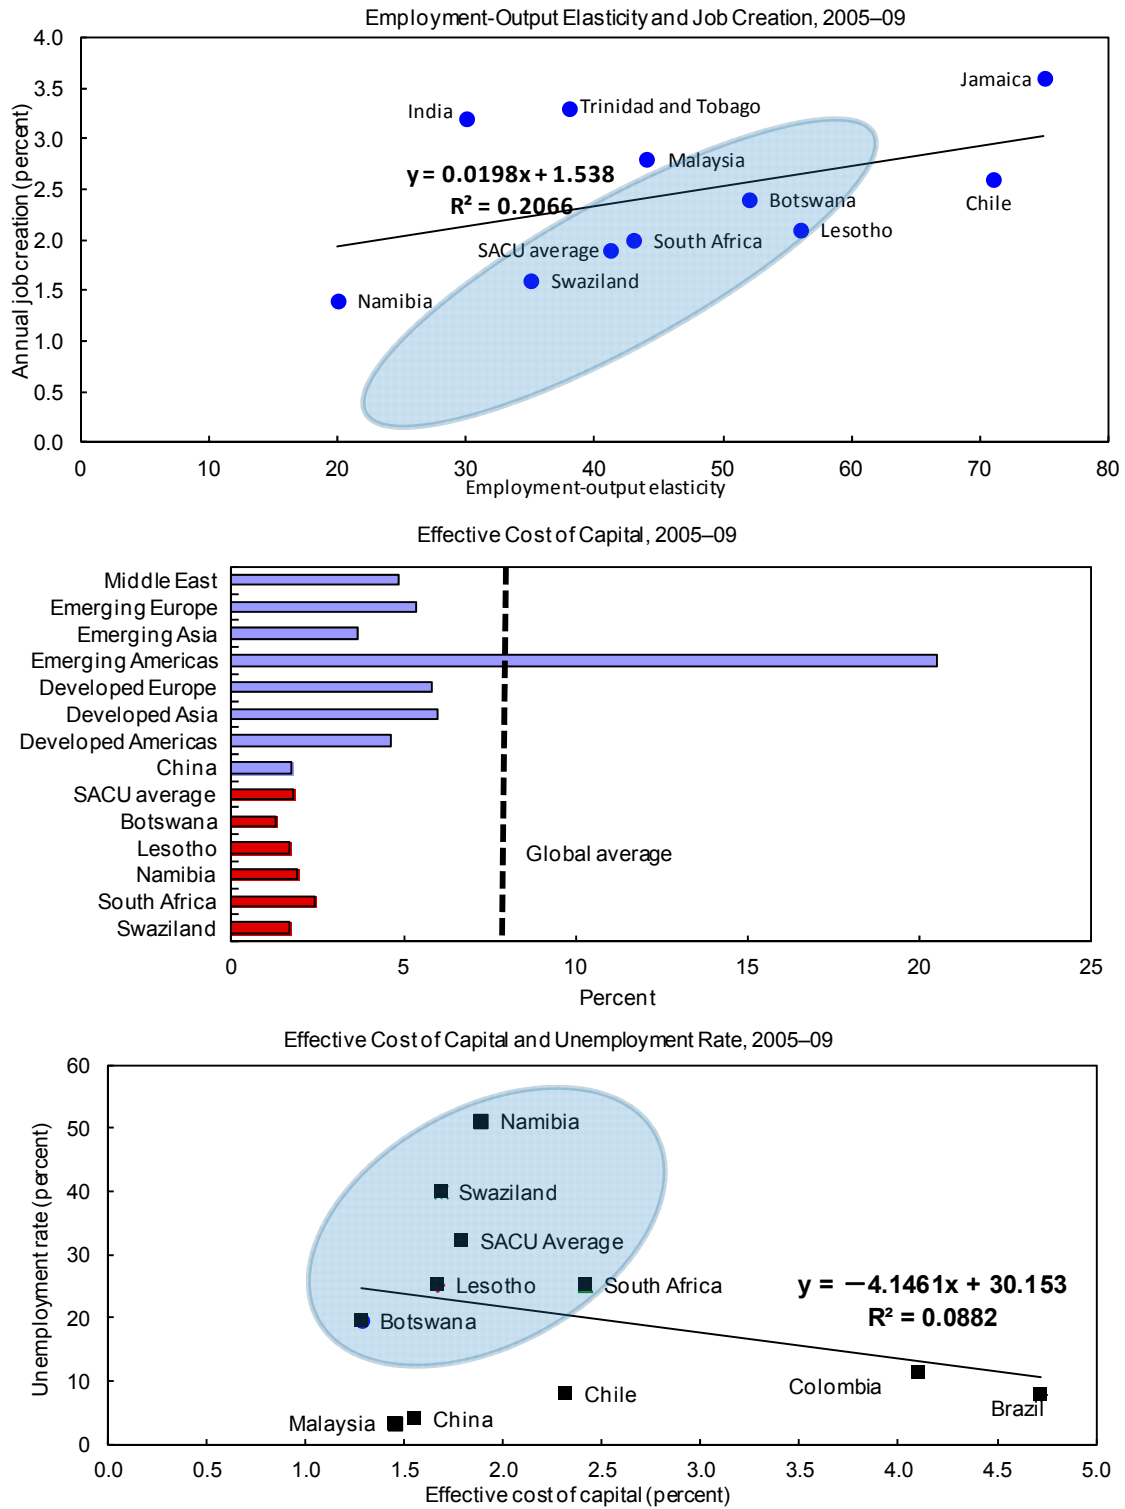 Employment-Output Elasticity and Job Creation, 2005–09
Annual job creation (percent)
4.0
3.5
3.0
2.5
2.0
1.5
1.0
0.5
0.0
Jamaica
India
Trinidad and Tobago
Malaysia
y = 0.0198x + 1.538
R² = 0.2066
Botswana
Chile
Lesotho
South Africa
SACU average
Swaziland
Namibia
0 10 20 30 40 50 60 70 80
Employment-output elasticity
Effective Cost of Capital, 2005–09
Middle East
Emerging Europe
Emerging Asia
Emerging Americas
Developed Europe
Developed Asia
Developed Americas
China
SACU average
Botswana
Lesotho
Global average
Namibia
South Africa
Swaziland
0 5 10 15 20 25
Percent
Effective Cost of Capital and Unemployment Rate, 2005–09
Unemployment rate (percent)
60
50
40
30
20
10
0
Namibia
Swaziland
SACU Average
Lesotho
South Africa
y = －4.1461x + 30.153
R² = 0.0882
Botswana
Colombia
Chile
Brazil
China
Malaysia
0.0 0.5 1.0 1.5 2.0 2.5 3.0 3.5 4.0 4.5 5.0
Effective cost of capital (percent)